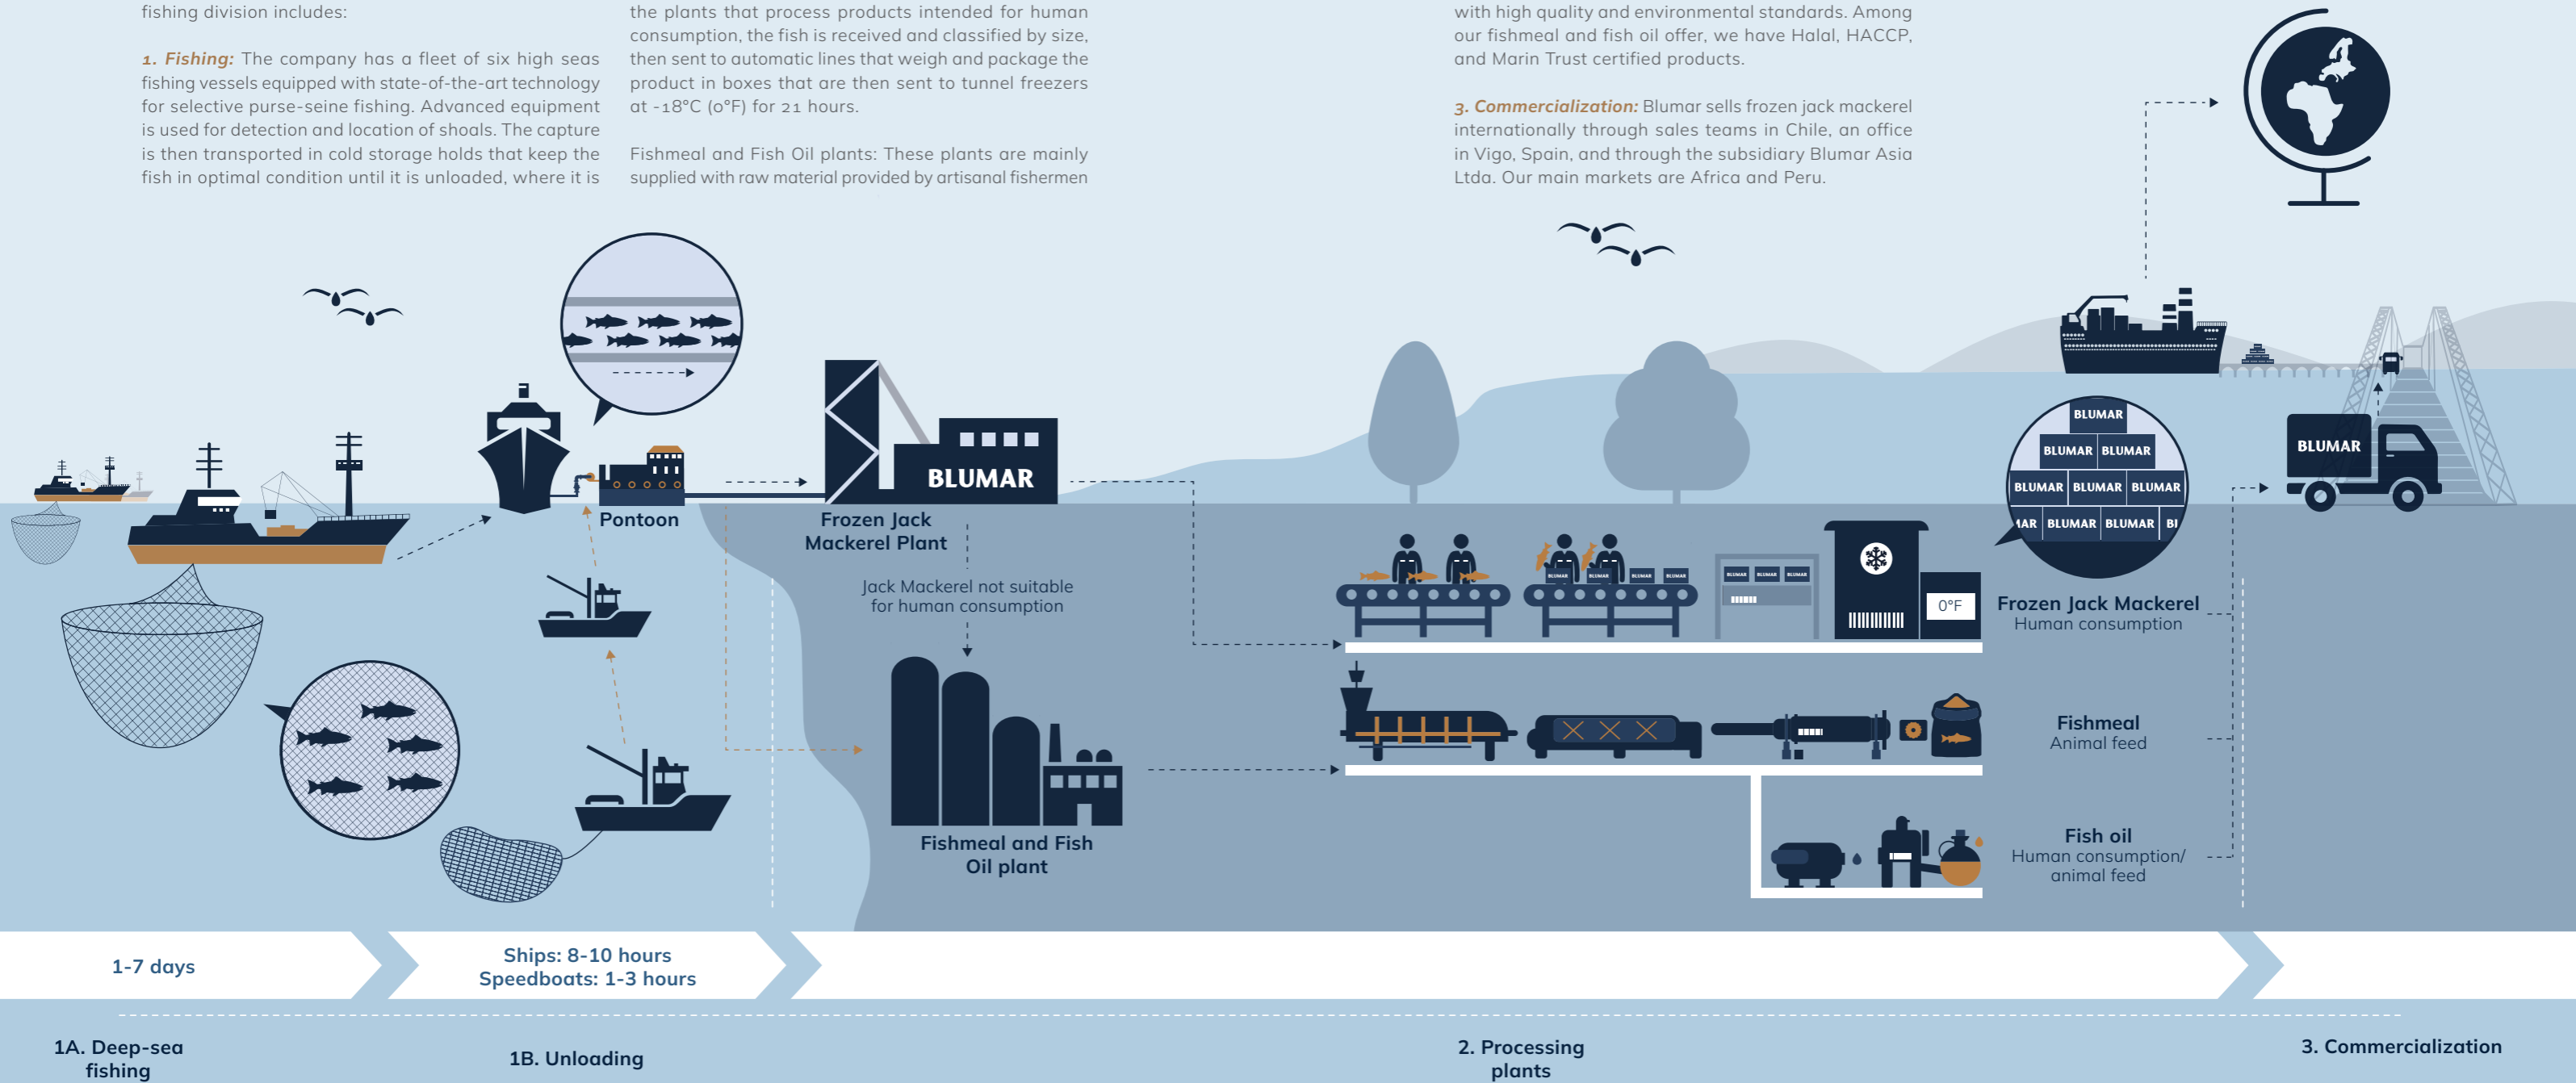 fishing division includes:
1. Fishing: The company has a fleet of six high seas
fishing vessels equipped with state-of-the-art technology
for selective purse-seine fishing. Advanced equipment
is used for detection and location of shoals. The capture
is then transported in cold storage holds that keep the
fish in optimal condition until it is unloaded, where it is
the plants that process products intended for human
consumption, the fish is received and classified by size,
then sent to automatic lines that weigh and package the
product in boxes that are then sent to tunnel freezers
at -18°C (0°F) for 21 hours.
Fishmeal and Fish Oil plants: These plants are mainly
supplied with raw material provided by artisanal fishermen
with high quality and environmental standards. Among
our fishmeal and fish oil offer, we have Halal, HACCP,
and Marin Trust certified products.
3. Commercialization: Blumar sells frozen jack mackerel
internationally through sales teams in Chile, an office
in Vigo, Spain, and through the subsidiary Blumar Asia
Ltda. Our main markets are Africa and Peru.
BLUMAR
Pontoon
Frozen Jack
Mackerel Plant
Jack Mackerel not suitable
for human consumption
Fishmeal and Fish
Oil plant
BLUMAR BLUMAR BLUMAR BLUMAR
BLUMAR BLUMAR BLUMAR
0°F
BLUMAR
BLUMAR BLUMAR
BLUMAR BLUMAR BLUMAR
MAR BLUMAR BLUMAR BL
BLUMAR
Frozen Jack Mackerel
Human consumption
Fishmeal
Animal feed
Fish oil
Human consumption/
animal feed
1-7 days
Ships: 8-10 hours
Speedboats: 1-3 hours
1A. Deep-sea
fishing
1B. Unloading
2. Processing
plants
3. Commercialization